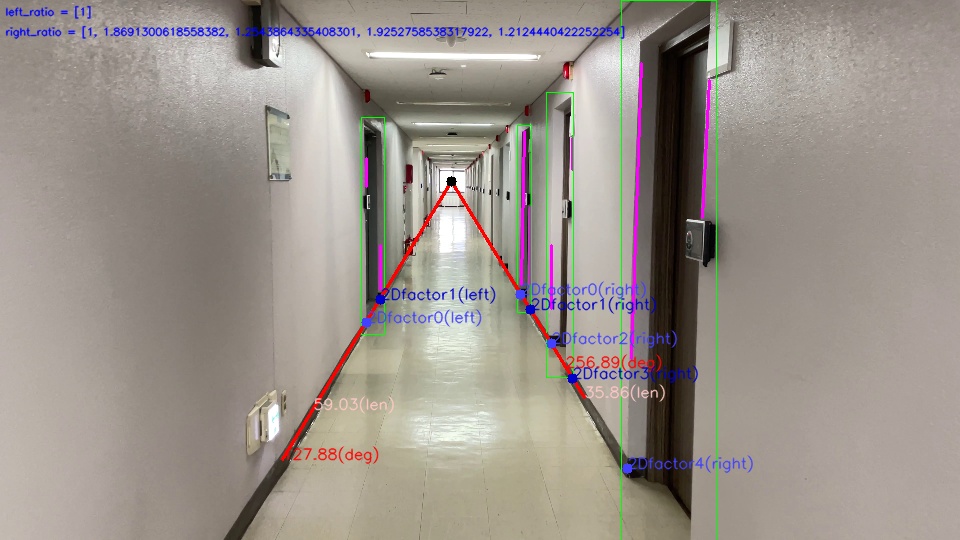 left_ratio = [1]
right_ratio = [1, 1.8691300618558382, 1.2543864335408301, 1.9252758538317922, 1.2124440422252254]
2Dfactor1(left)
2Dfactor0(right)
2Dfactor1(right)
2Dfactor0(left)
2Dfactor2(right)
256.89(deg)
2Dfactor3(right)
35.86(len)
59.03(len)
27.88(deg)
2Dfactor4(right)